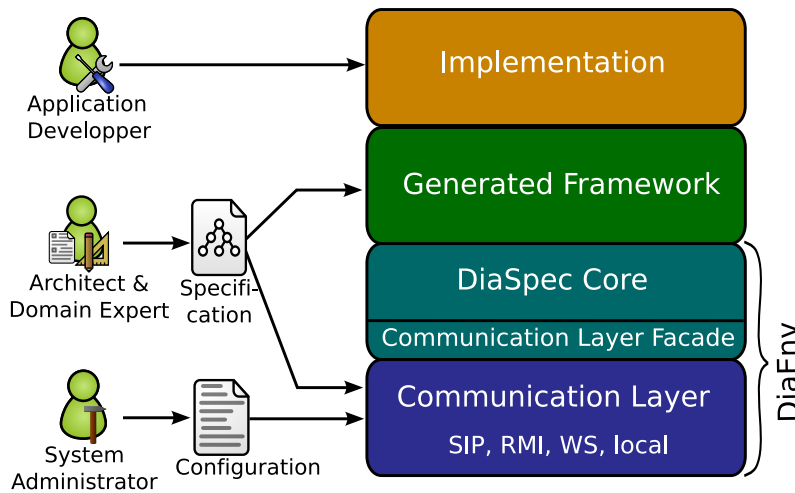 Implementation
Application
Developper
Generated Framework
DiaSpec Core
Architect &
Domain Expert
Specifi-
cation
Communication Layer Facade
DiaEnv
Communication Layer
SIP, RMI, WS, local
System
Administrator
Configuration